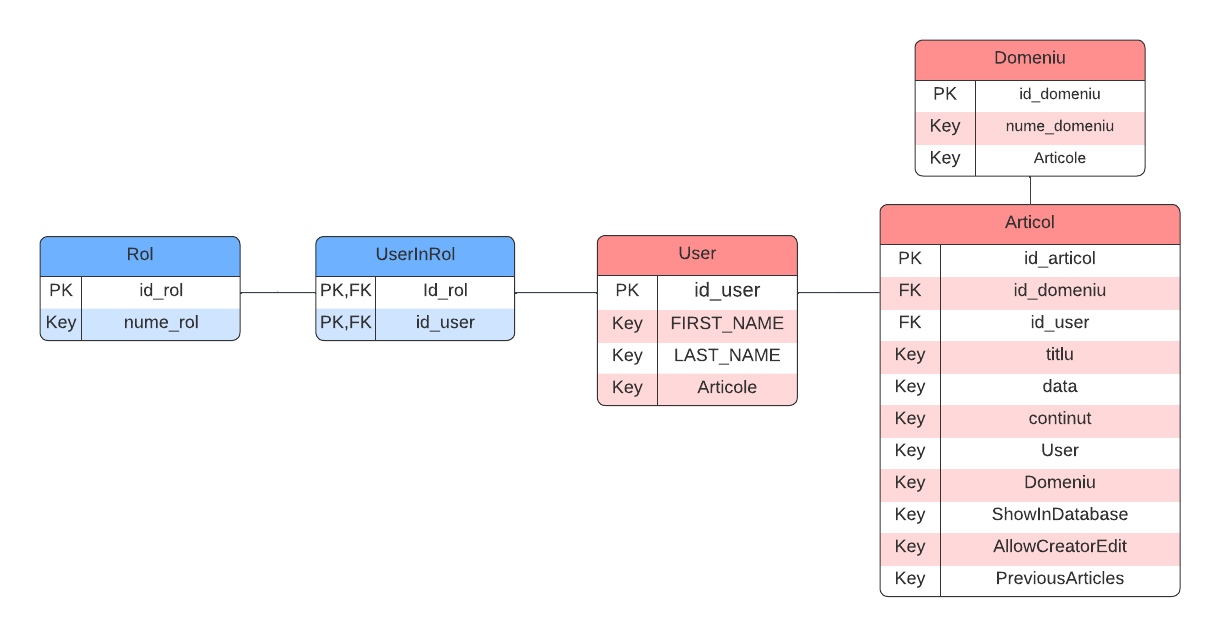 Domeniu
PK id_domeniu
Key nume_domeniu
Key Articole
Rol
PK id_rol
Key nume_rol
UserInRol
PK,FK Id_rol
PK,FK id_user
User
PK id_user
Key FIRST_NAME
Key LAST_NAME
Key Articole
Articol
PK id_articol
FK id_domeniu
FK id_user
Key titlu
Key data
Key continut
Key User
Key Domeniu
Key ShowInDatabase
Key AllowCreatorEdit
Key PreviousArticles